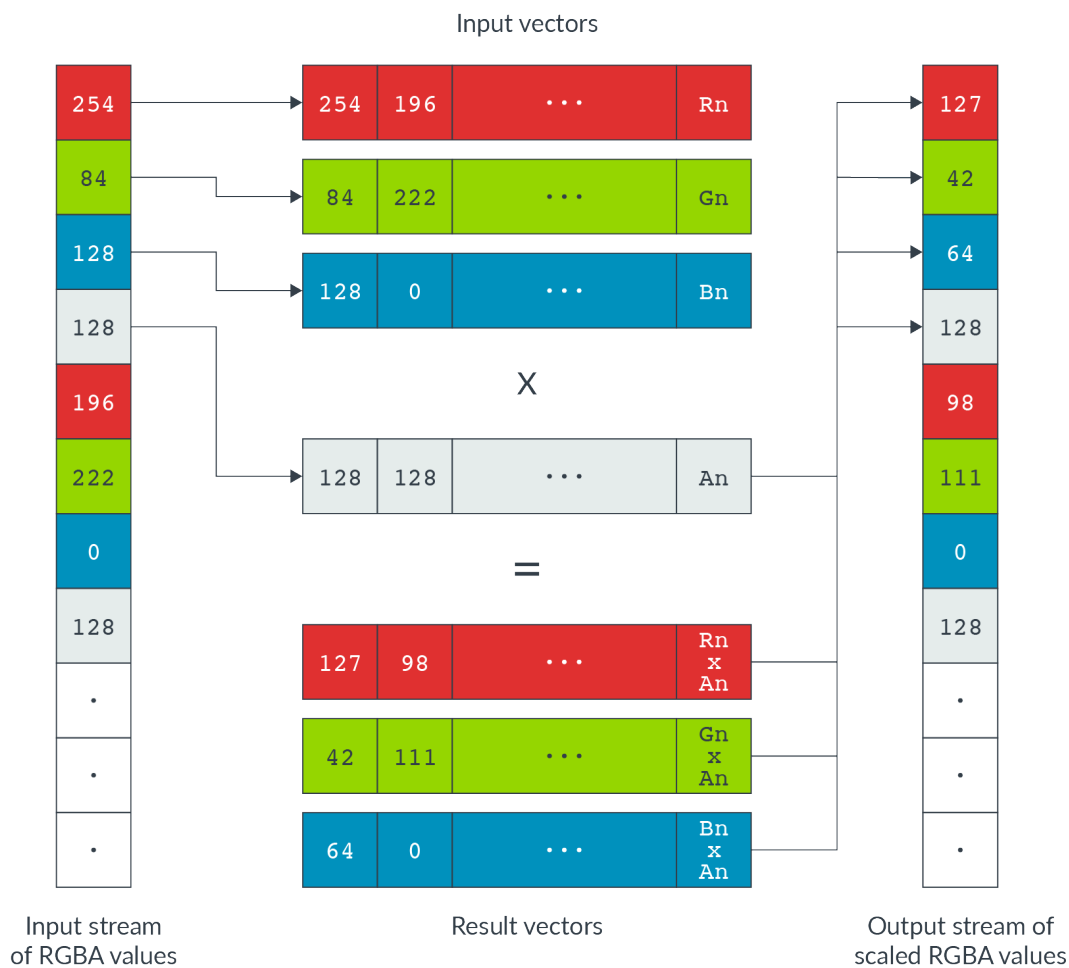 Input vectors
254
84
128
128
196
222
0
128
.
.
.
Input stream
of RGBA values
254 196 ... Rn
84 222 ... Gn
128 0 ... Bn
X
128 128 ... An
=
127 98 ... Rn
x
An
42 111 ... Gn
x
An
64 0 ... Bn
x
An
Result vectors
127
42
64
128
98
111
0
128
.
.
.
Output stream of
scaled RGBA values